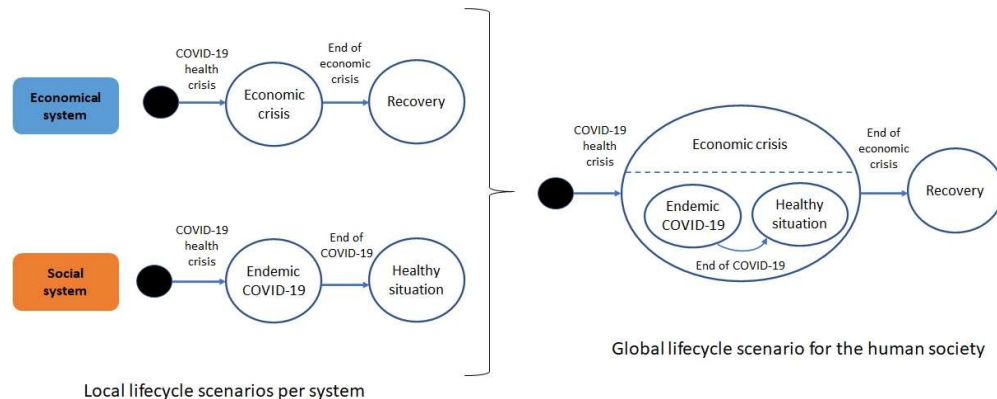 Economical
system
COVID-19
health
crisis
Economic
crisis
End of
economic
crisis
Recovery
Social
system
COVID-19
health
crisis
Endemic
COVID-19
End of
COVID-19
Healthy
situation
Local lifecycle scenarios per system
COVID-19
health
crisis
Economic crisis
Endemic
COVID-19
Healthy
situation
End of COVID-19
End of
economic
crisis
Recovery
Global lifecycle scenario for the human society